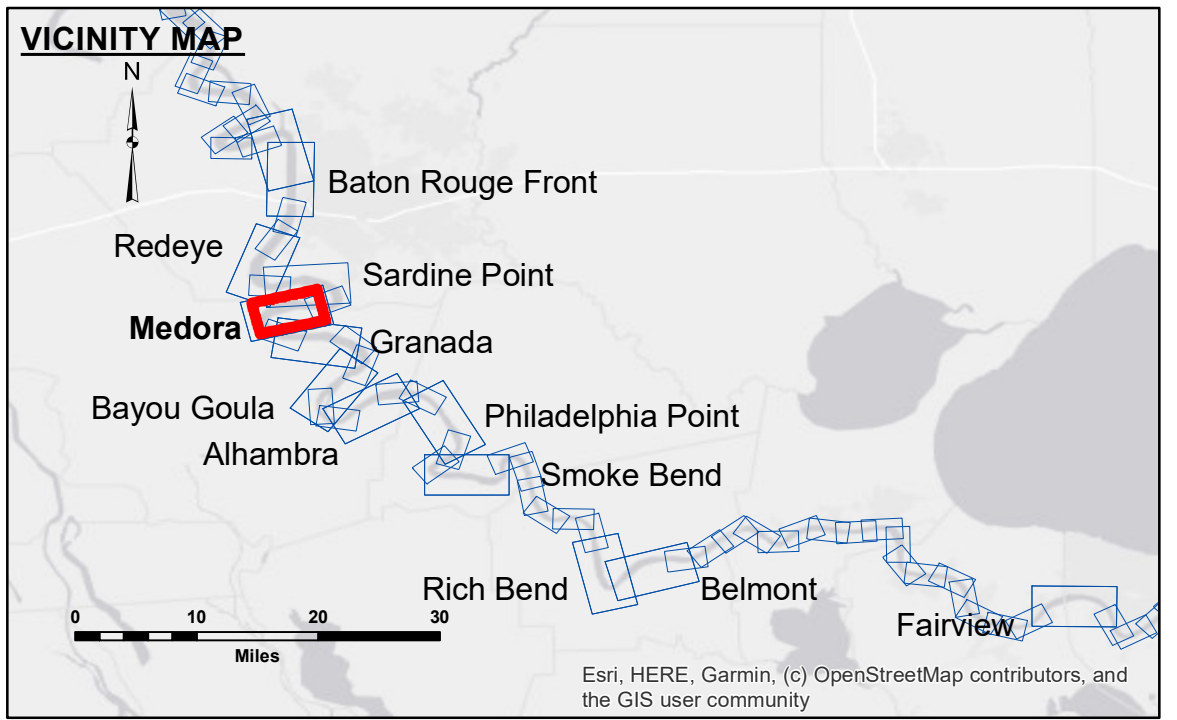 VICINITY MAP
N
Baton Rouge Front
Redeye
Sardine Point
Medora
Granada
Bayou Goula
Philadelphia Point
Alhambra
Smoke Bend
Rich Bend
Belmont
Fairview
0 10 20 30
Miles
Esri, HERE, Garmin, (c) OpenStreetMap contributors, and
the GIS user community